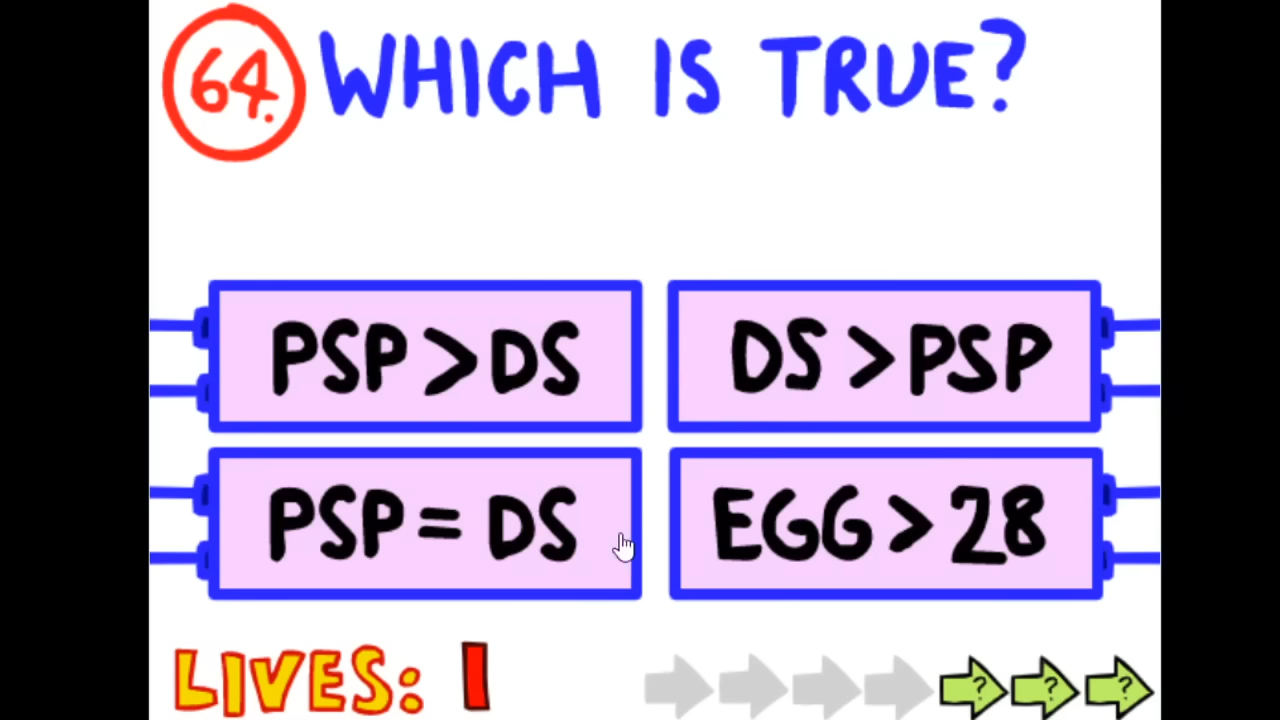 64. WHICH IS TRUE?
PSP > DS
DS > PSP
PSP = DS
EGG > 28
LIVES: 1
? ? ?